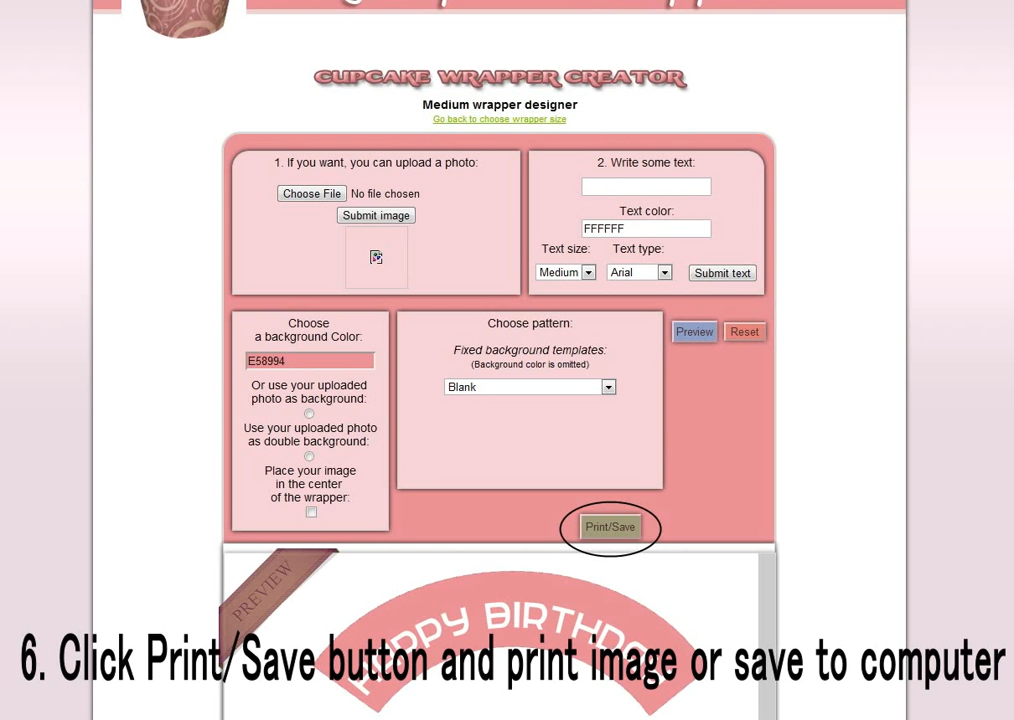 CUPCAKE WRAPPER CREATOR
Medium wrapper designer
Go back to choose wrapper size
1. If you want, you can upload a photo:
Choose File No file chosen
Submit image
2. Write some text:
Text color:
FFFFFF
Text size: Text type:
Medium Arial Submit text
Choose
a background Color:
E58994
Or use your uploaded
photo as background:
Use your uploaded photo
as double background:
Place your image
in the center
of the wrapper:
Choose pattern:
Fixed background templates:
(Background color is omitted)
Blank
Preview Reset
Print/Save
PREVIEW
HAPPY BIRTHDAY
6. Click Print/Save button and print image or save to computer